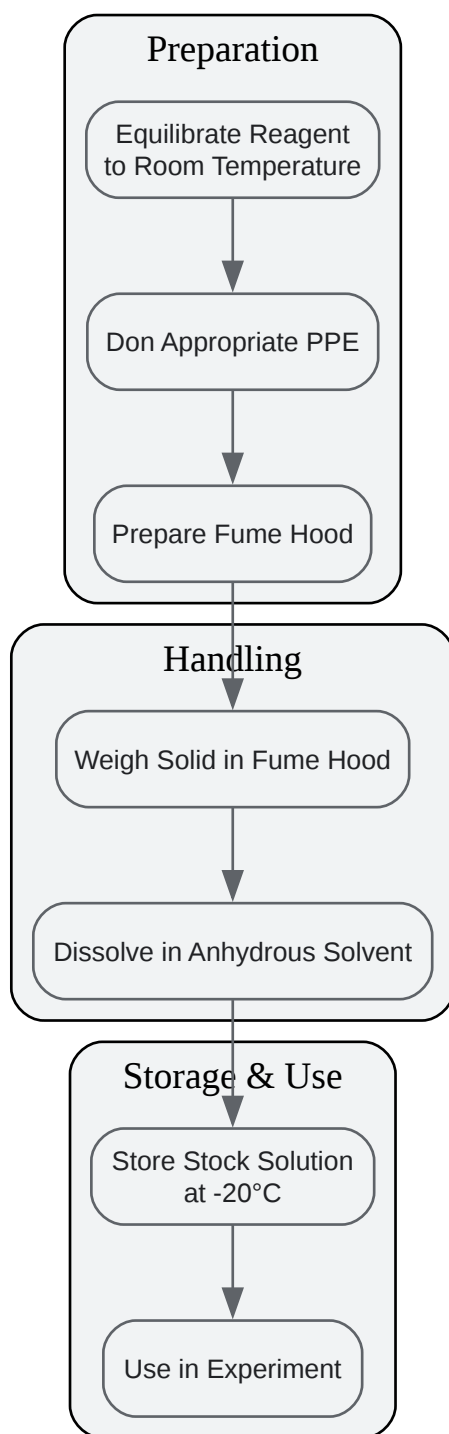 Preparation
Equilibrate Reagent
to Room Temperature
Don Appropriate PPE
Prepare Fume Hood
Handling
Weigh Solid in Fume Hood
Dissolve in Anhydrous Solvent
Storage & Use
Store Stock Solution
at -20°C
Use in Experiment